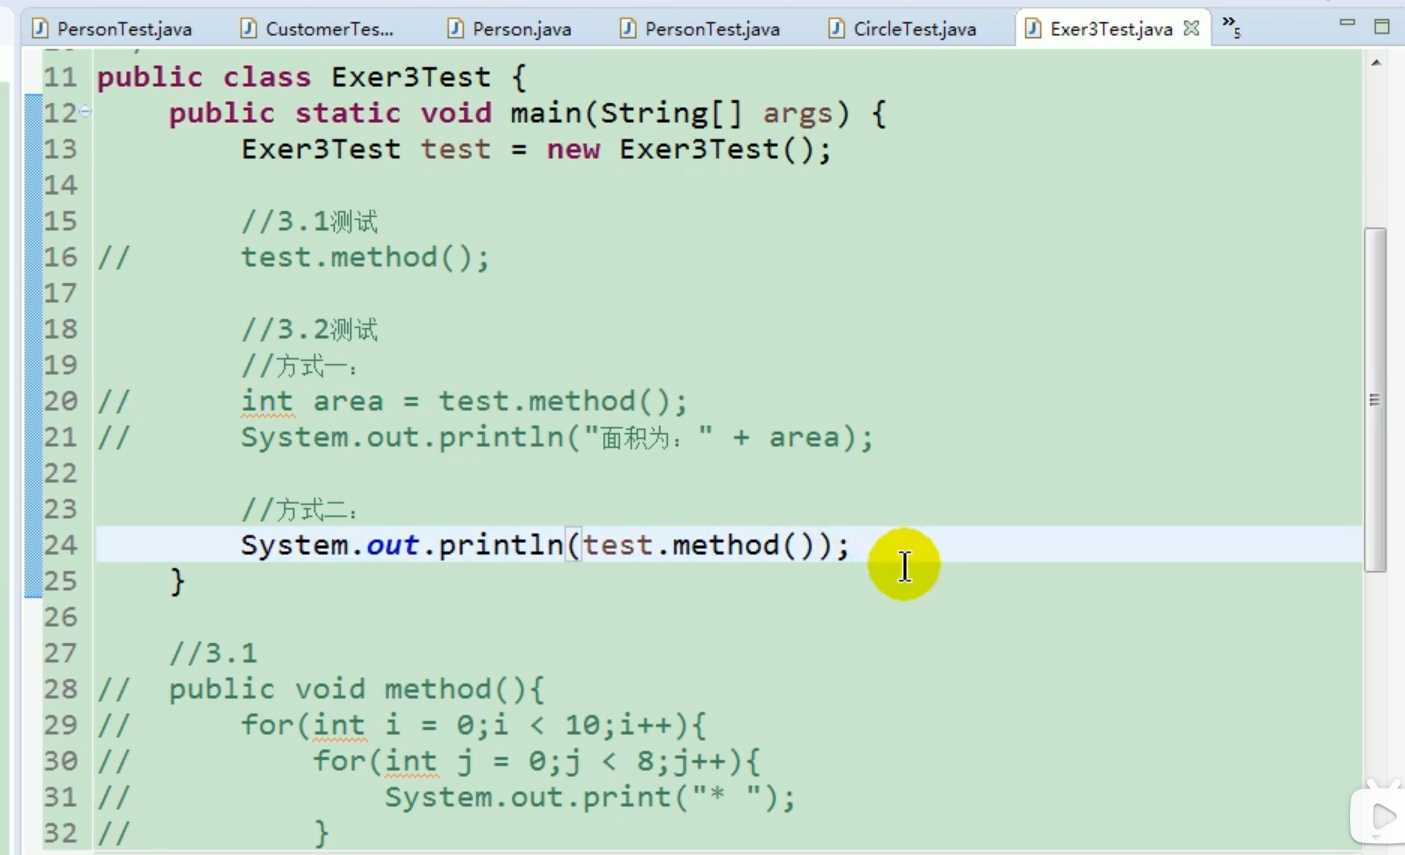 PersonTest.java CustomerTes... Person.java PersonTest.java CircleTest.java Exer3Test.java »5
11 public class Exer3Test {
12 public static void main(String[] args) {
13 Exer3Test test = new Exer3Test();
14
15 //3.1测试
16 // test.method();
17
18 //3.2测试
19 //方式一：
20 // int area = test.method();
21 // System.out.println("面积为：" + area);
22
23 //方式二：
24 System.out.println(test.method());
25 }
26
27 //3.1
28 // public void method(){
29 // for(int i = 0;i < 10;i++){
30 // for(int j = 0;j < 8;j++){
31 // System.out.print("* ");
32 // }